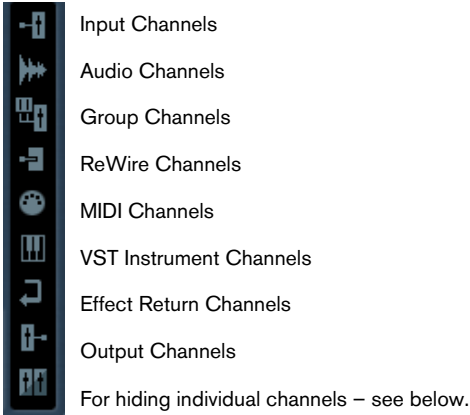 Input Channels
Audio Channels
Group Channels
ReWire Channels
MIDI Channels
VST Instrument Channels
Effect Return Channels
Output Channels
For hiding individual channels – see below.